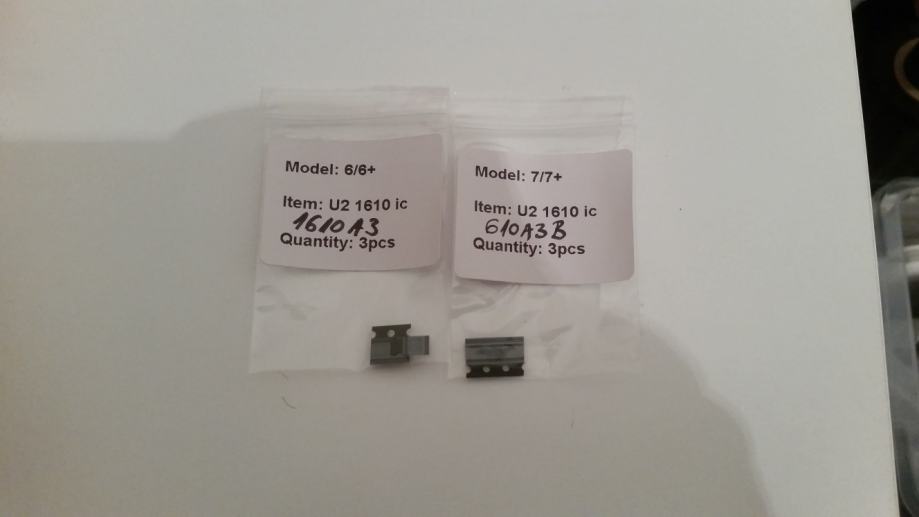 Model: 6/6+
Item: U2 1610 ic
1610A3
Quantity: 3pcs
Model: 7/7+
Item: U2 1610 ic
610A3B
Quantity: 3pcs